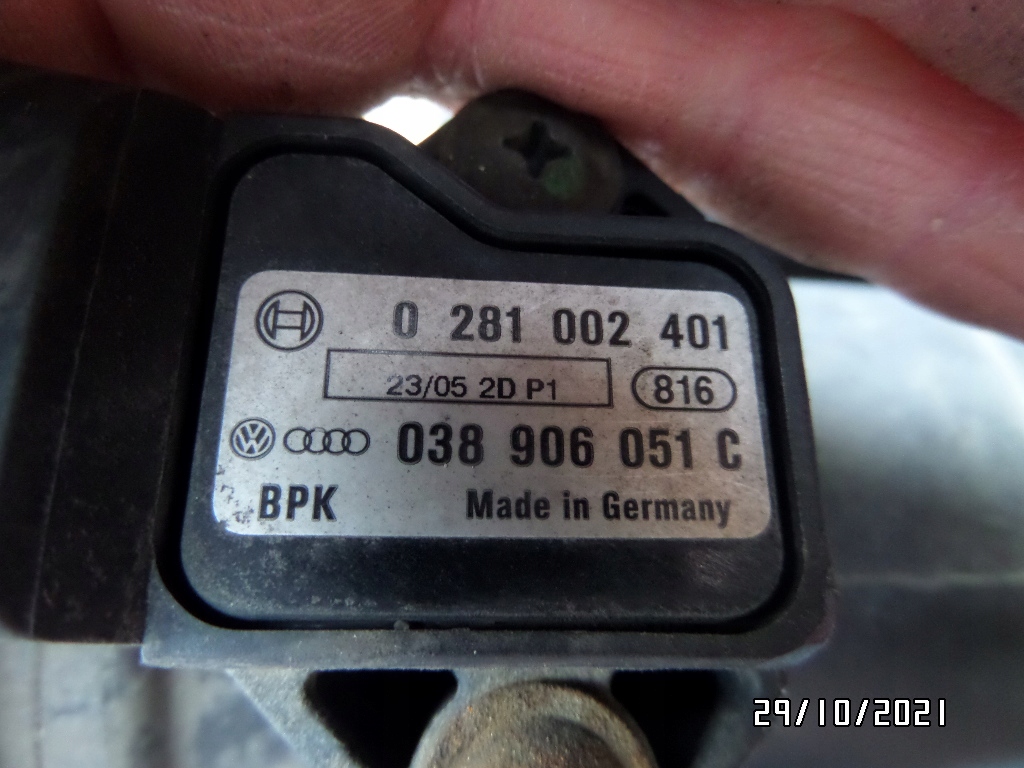 0 281 002 401
23/05 2D P1
816
038 906 051 C
BPK Made in Germany
29/10/2021